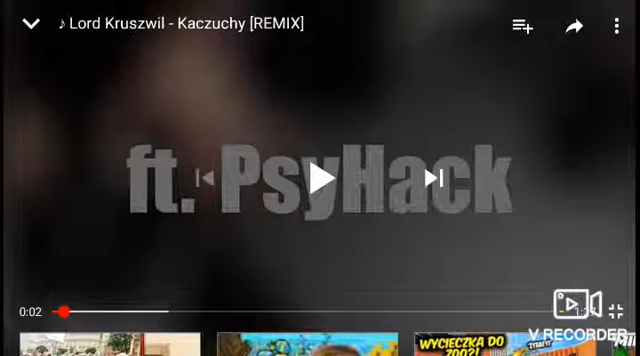 ♪ Lord Kruszwil - Kaczuchy [REMIX]
ft. PsyHack
0:02
V RECORDER
WYCIECZKA DO
ZOO?!